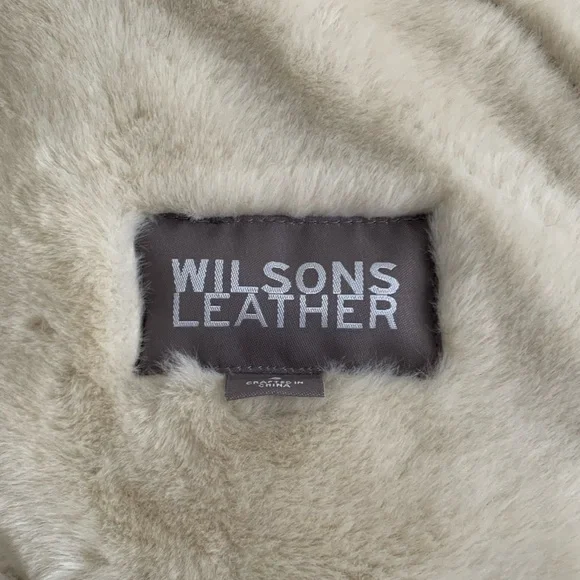 WILSONS
LEATHER
CRAFTED IN
CHINA